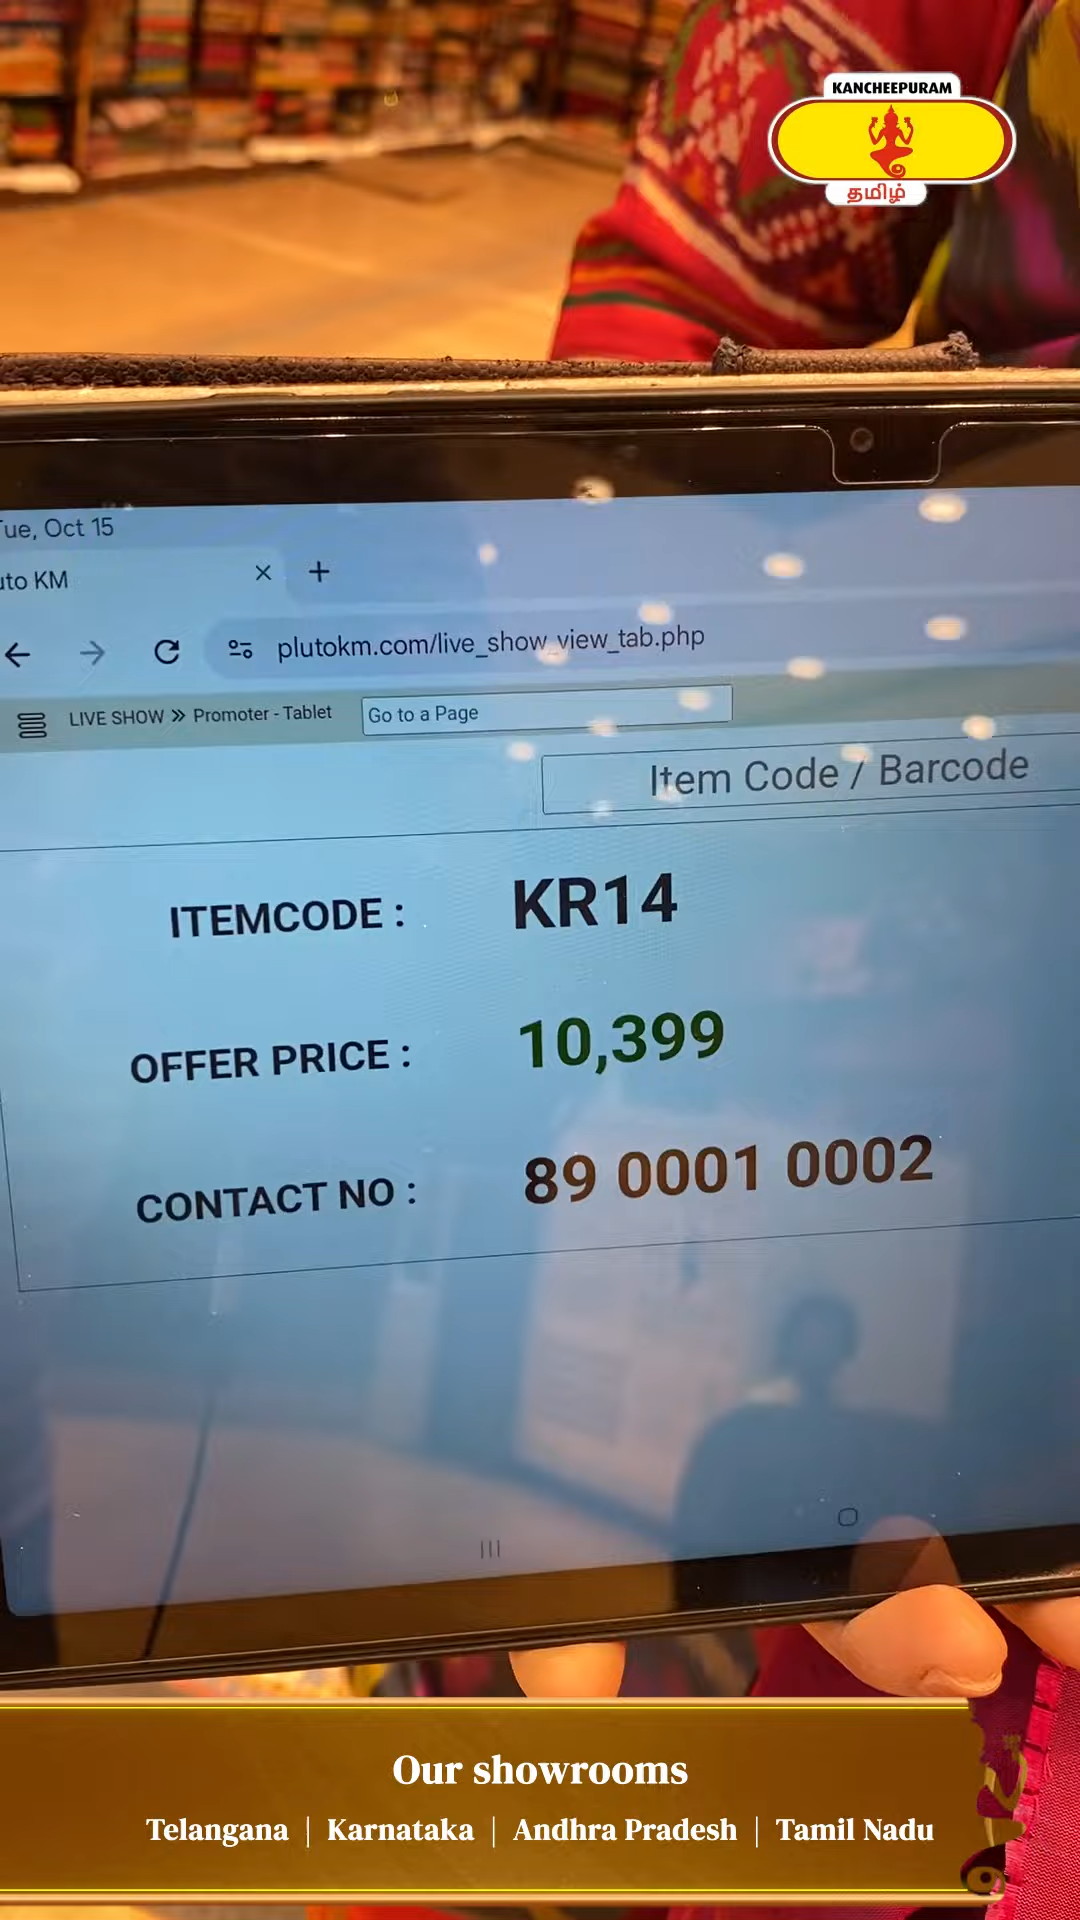 KANCHEEPURAM
தமிழ்
Tue, Oct 15
uto KM
plutokm.com/live_show_view_tab.php
LIVE SHOW >> Promoter - Tablet
Go to a Page
Item Code / Barcode
ITEMCODE : KR14
OFFER PRICE : 10,399
CONTACT NO : 89 0001 0002
Our showrooms
Telangana | Karnataka | Andhra Pradesh | Tamil Nadu